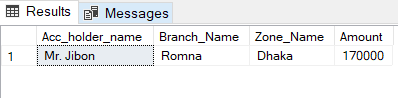 Results Messages
Acc_holder_name Branch_Name Zone_Name Amount
1 Mr. Jibon Romna Dhaka 170000